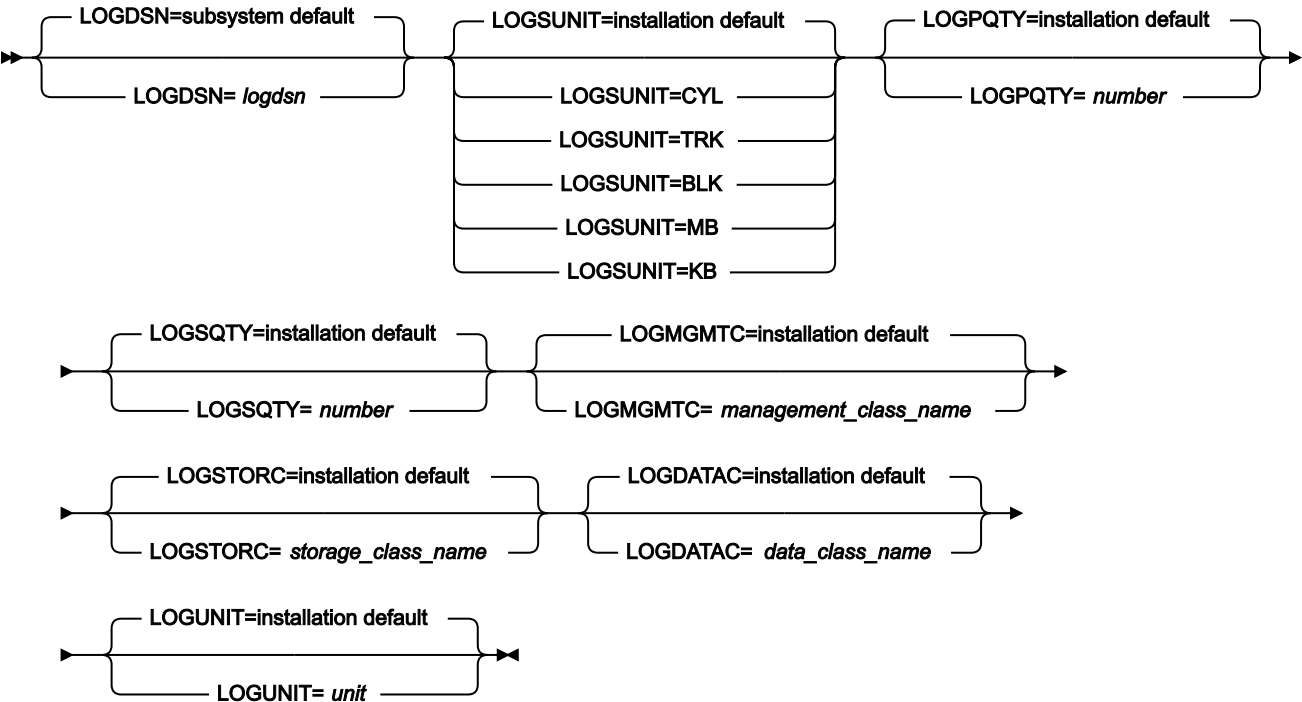 LOGDSN=subsystem default
LOGDSN= logdsn
LOGSUNIT=installation default
LOGSUNIT=CYL
LOGSUNIT=TRK
LOGSUNIT=BLK
LOGSUNIT=MB
LOGSUNIT=KB
LOGPQTY=installation default
LOGPQTY= number
LOGSQTY=installation default
LOGSQTY= number
LOGMGMTC=installation default
LOGMGMTC= management_class_name
LOGSTORC=installation default
LOGSTORC= storage_class_name
LOGDATAC=installation default
LOGDATAC= data_class_name
LOGUNIT=installation default
LOGUNIT= unit